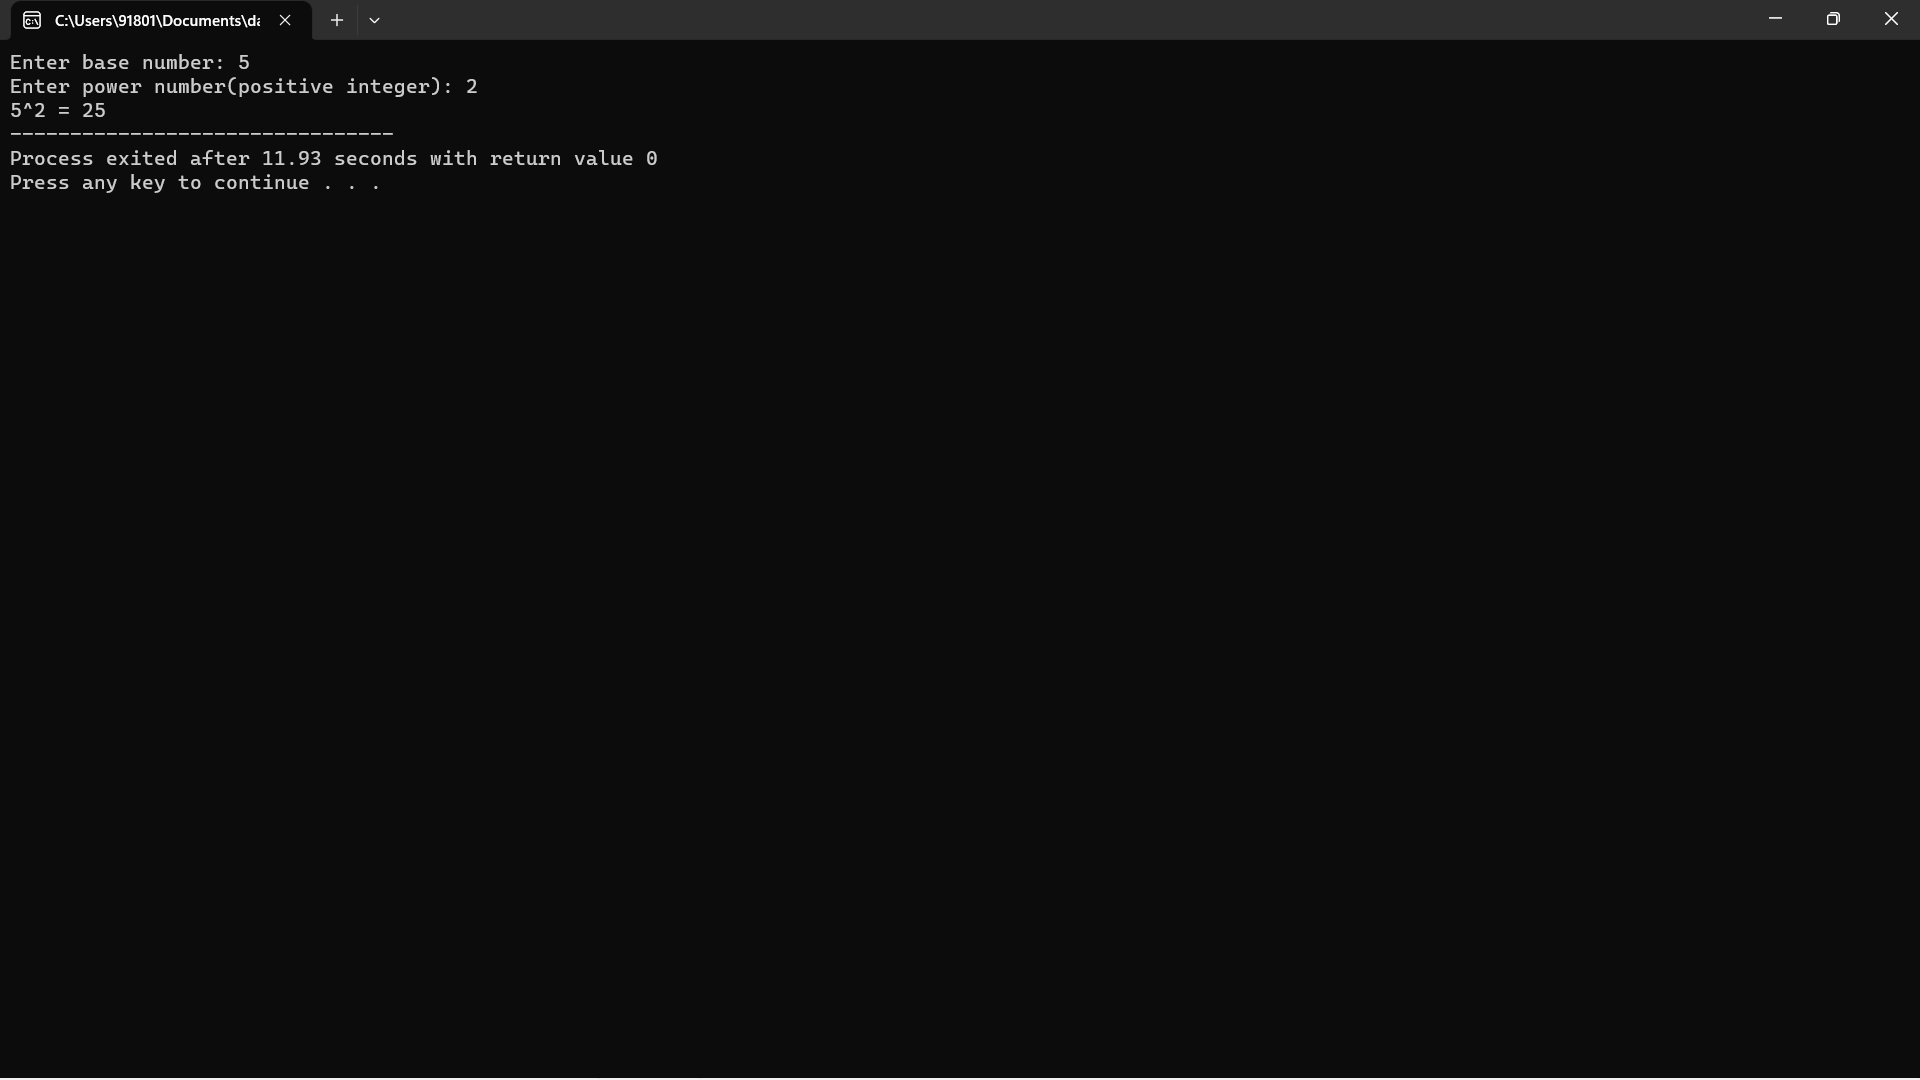 C:\Users\91801\Documents\da
Enter base number: 5
Enter power number(positive integer): 2
5^2 = 25
--------------------------------
Process exited after 11.93 seconds with return value 0
Press any key to continue . . .